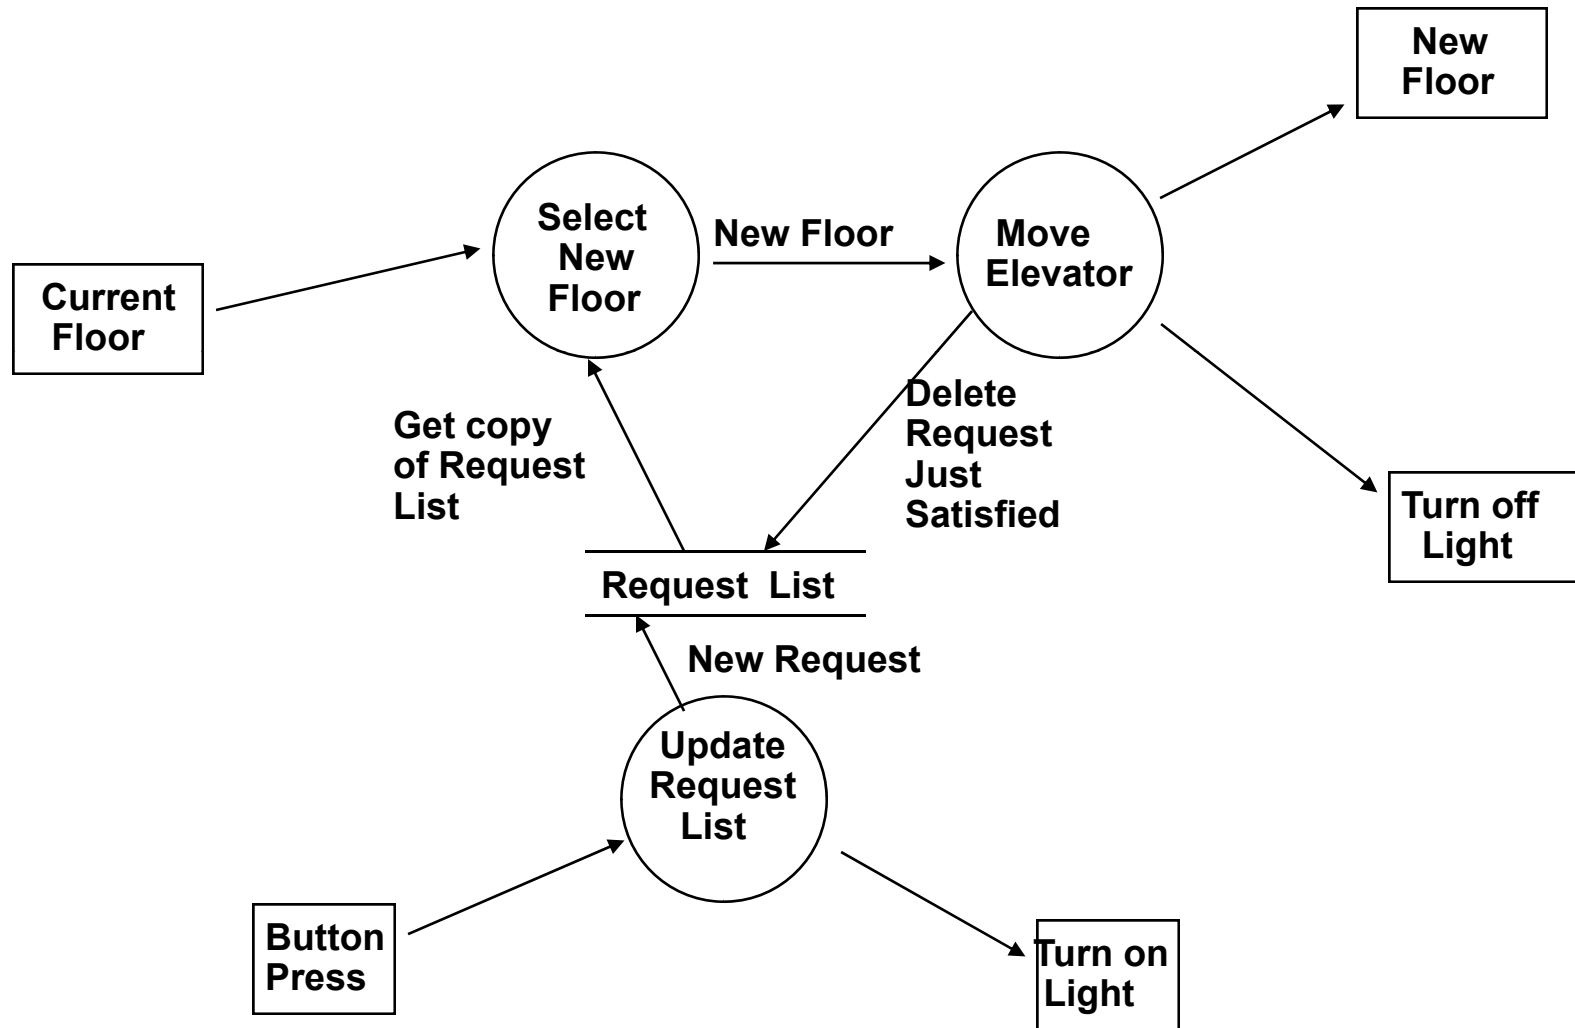 New
Floor
Select
New
Floor
New Floor
Move
Elevator
Current
Floor
Get copy
of Request
List
Delete
Request
Just
Satisfied
Turn off
Light
Request List
New Request
Update
Request
List
Button
Press
Turn on
Light